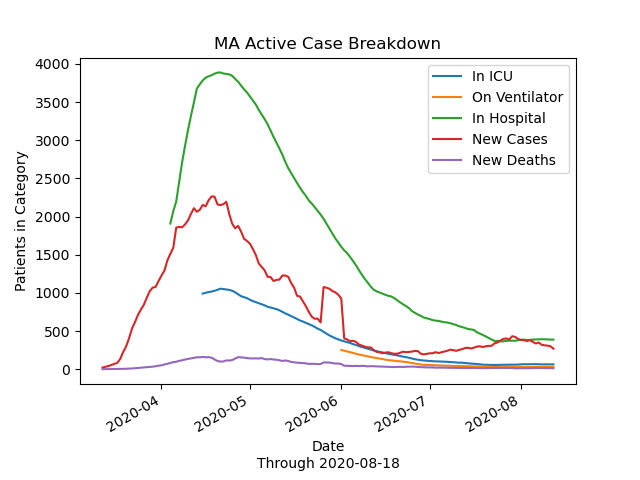 MA Active Case Breakdown
In ICU
On Ventilator
In Hospital
New Cases
New Deaths
Patients in Category
4000
3500
3000
2500
2000
1500
1000
500
0
2020-04
2020-05
2020-06
2020-07
2020-08
Date
Through 2020-08-18